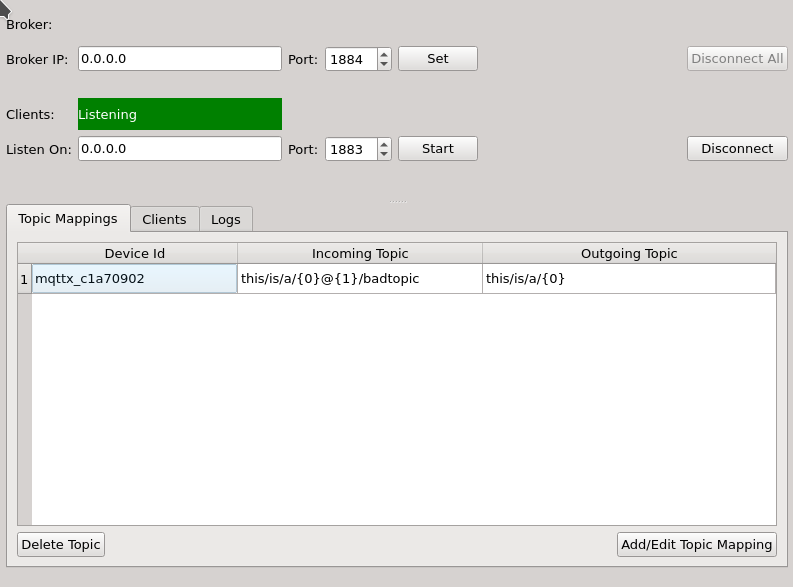 Broker:
Broker IP: 0.0.0.0 Port: 1884 Set Disconnect All
Clients: Listening
Listen On: 0.0.0.0 Port: 1883 Start Disconnect
Topic Mappings Clients Logs
Device Id Incoming Topic Outgoing Topic
1 mqttx_c1a70902 this/is/a/{0}@{1}/badtopic this/is/a/{0}
Delete Topic Add/Edit Topic Mapping